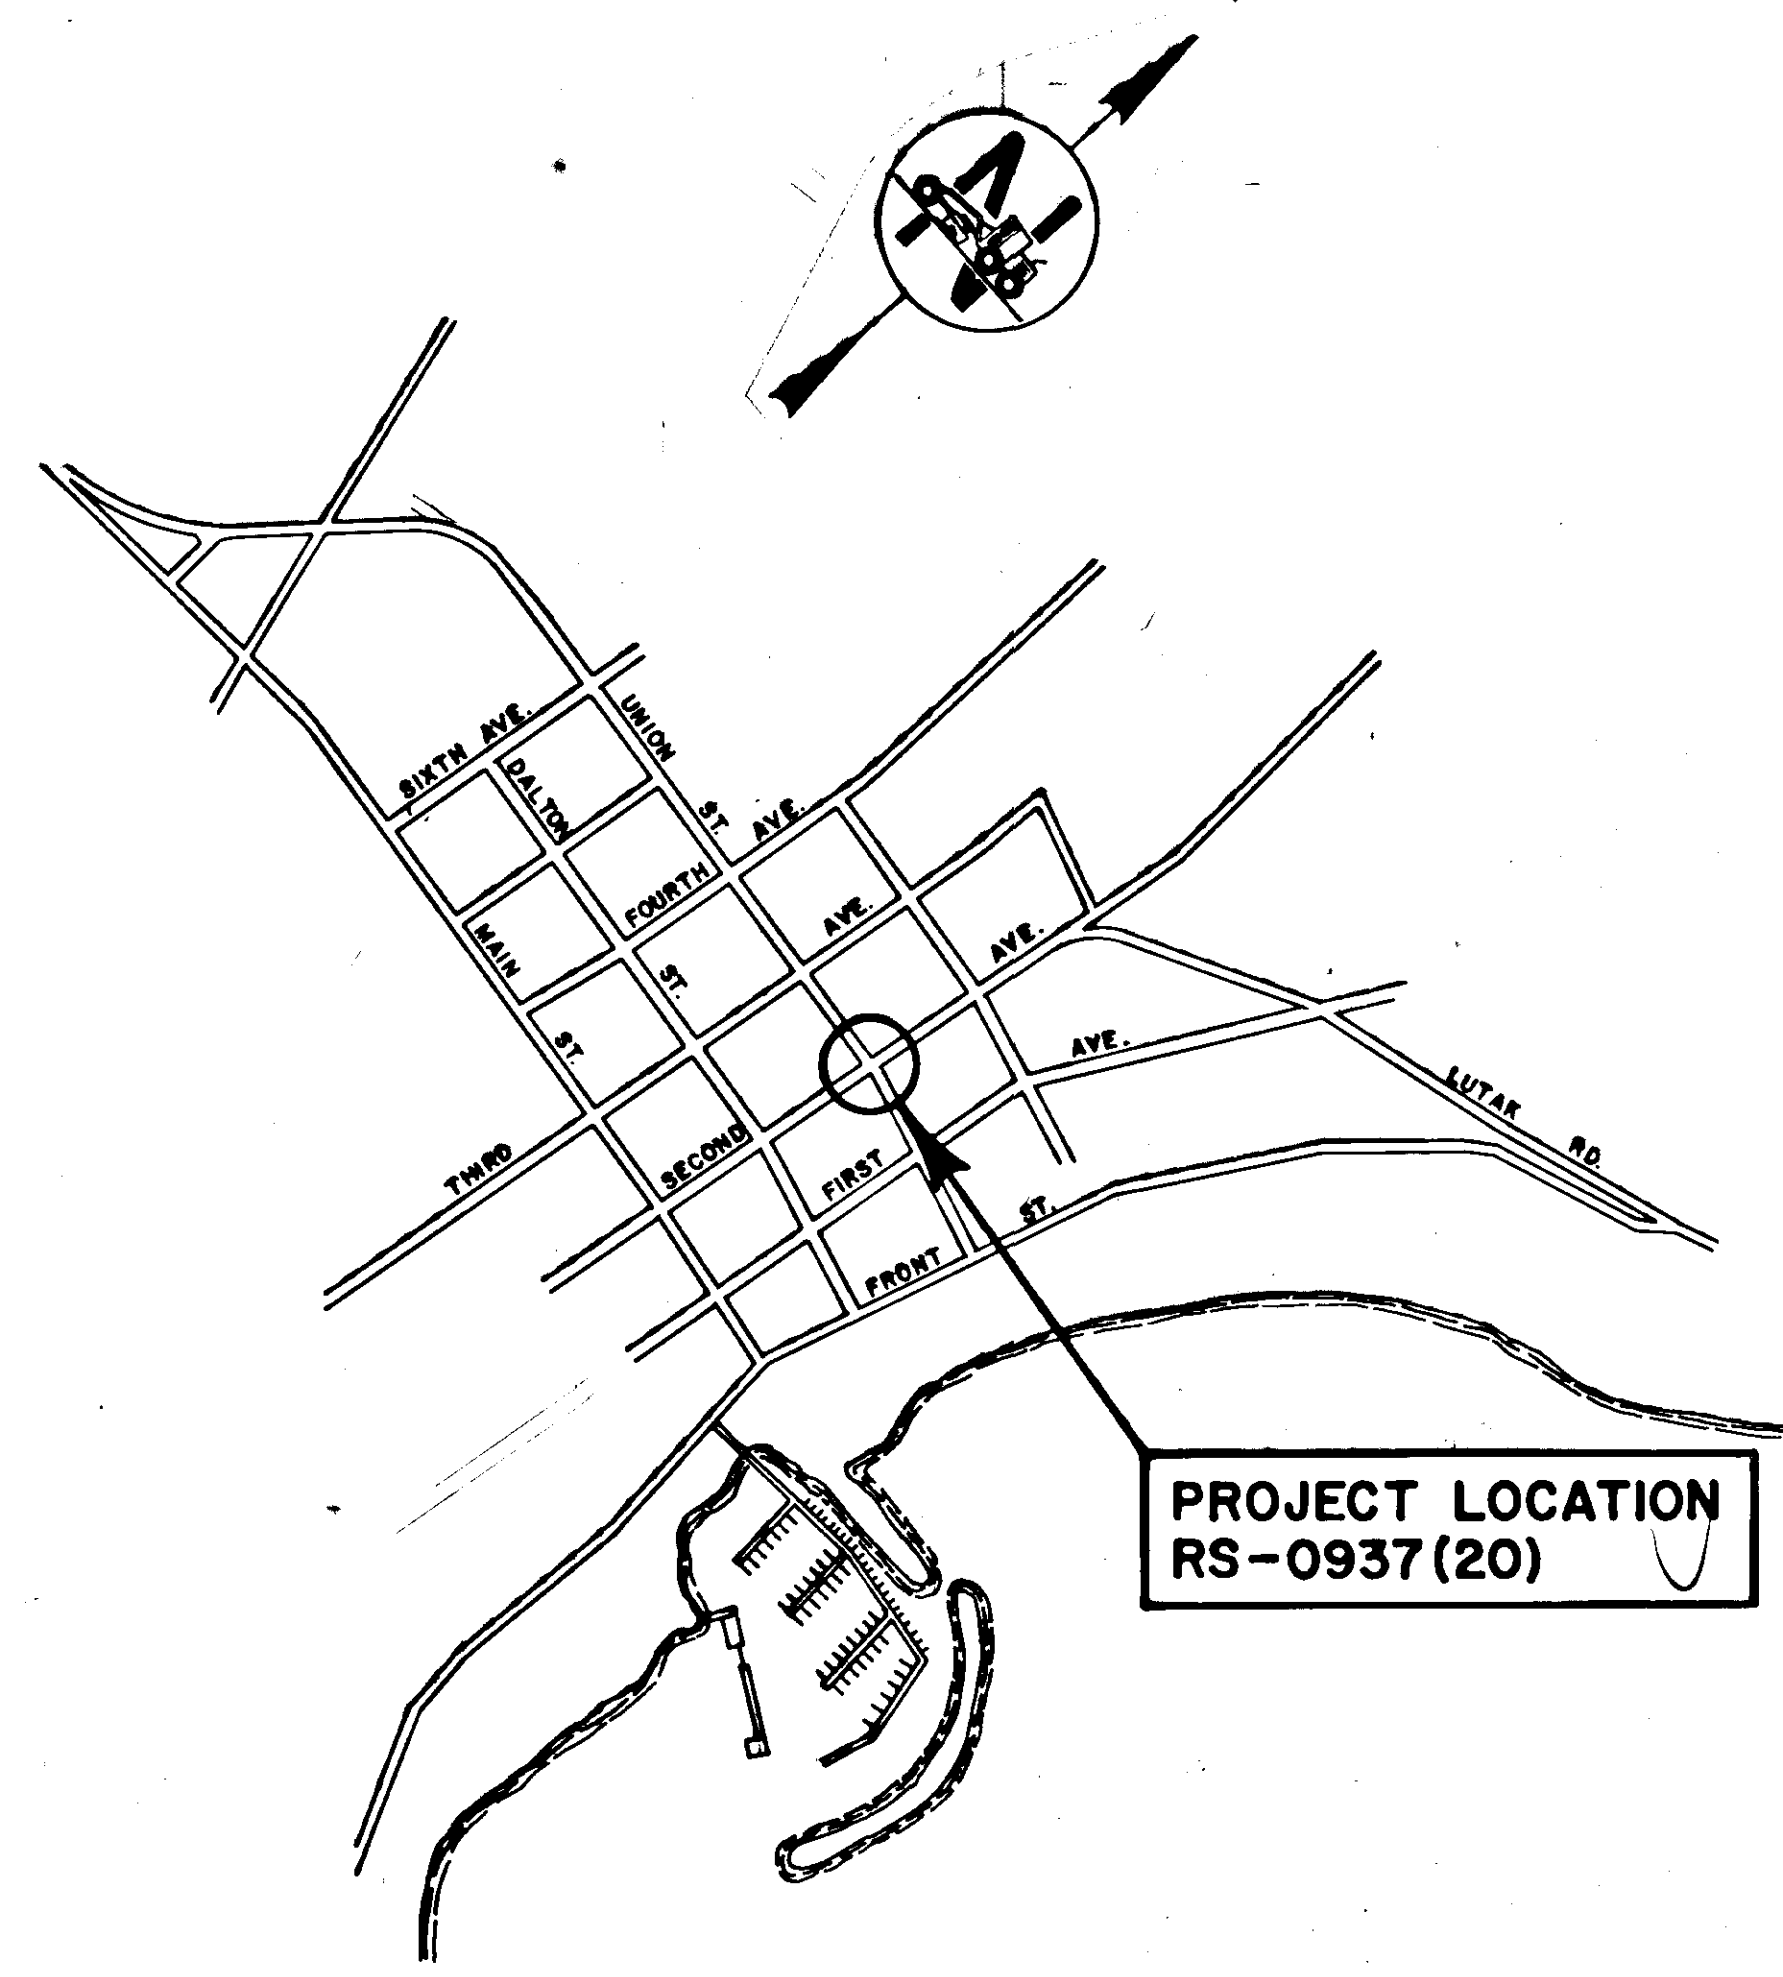 SIXTH AVE.
UNION ST.
DALTON ST.
FOURTH AVE.
MAIN ST.
THIRD AVE.
SECOND AVE.
FIRST AVE.
FRONT ST.
LUTAK RD.
PROJECT LOCATION
RS-0937(20)